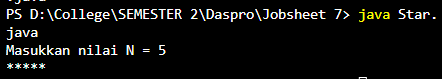 PS D:\College\SEMESTER 2\Daspro\Jobsheet 7> java Star.
java
Masukkan nilai N = 5
*****